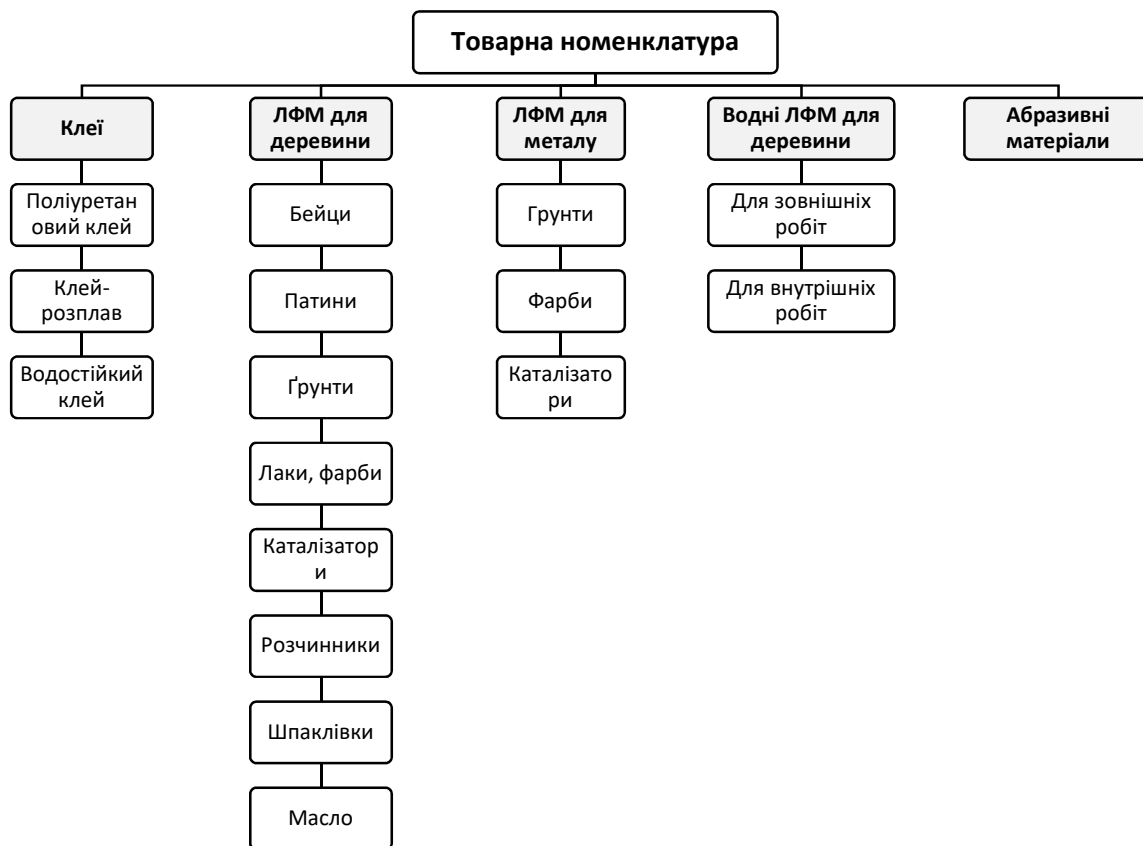 Товарна номенклатура
Клеї
Поліуретан
овий клей
Клей-
розплав
Водостійкий
клей
ЛФМ для
деревини
Бейци
Патини
Ґрунти
Лаки, фарби
Каталізатор
и
Розчинники
Шпаклівки
Масло
ЛФМ для
металу
Грунти
Фарби
Каталізато
ри
Водні ЛФМ для
деревини
Для зовнішніх
робіт
Для внутрішніх
робіт
Абразивні
матеріали